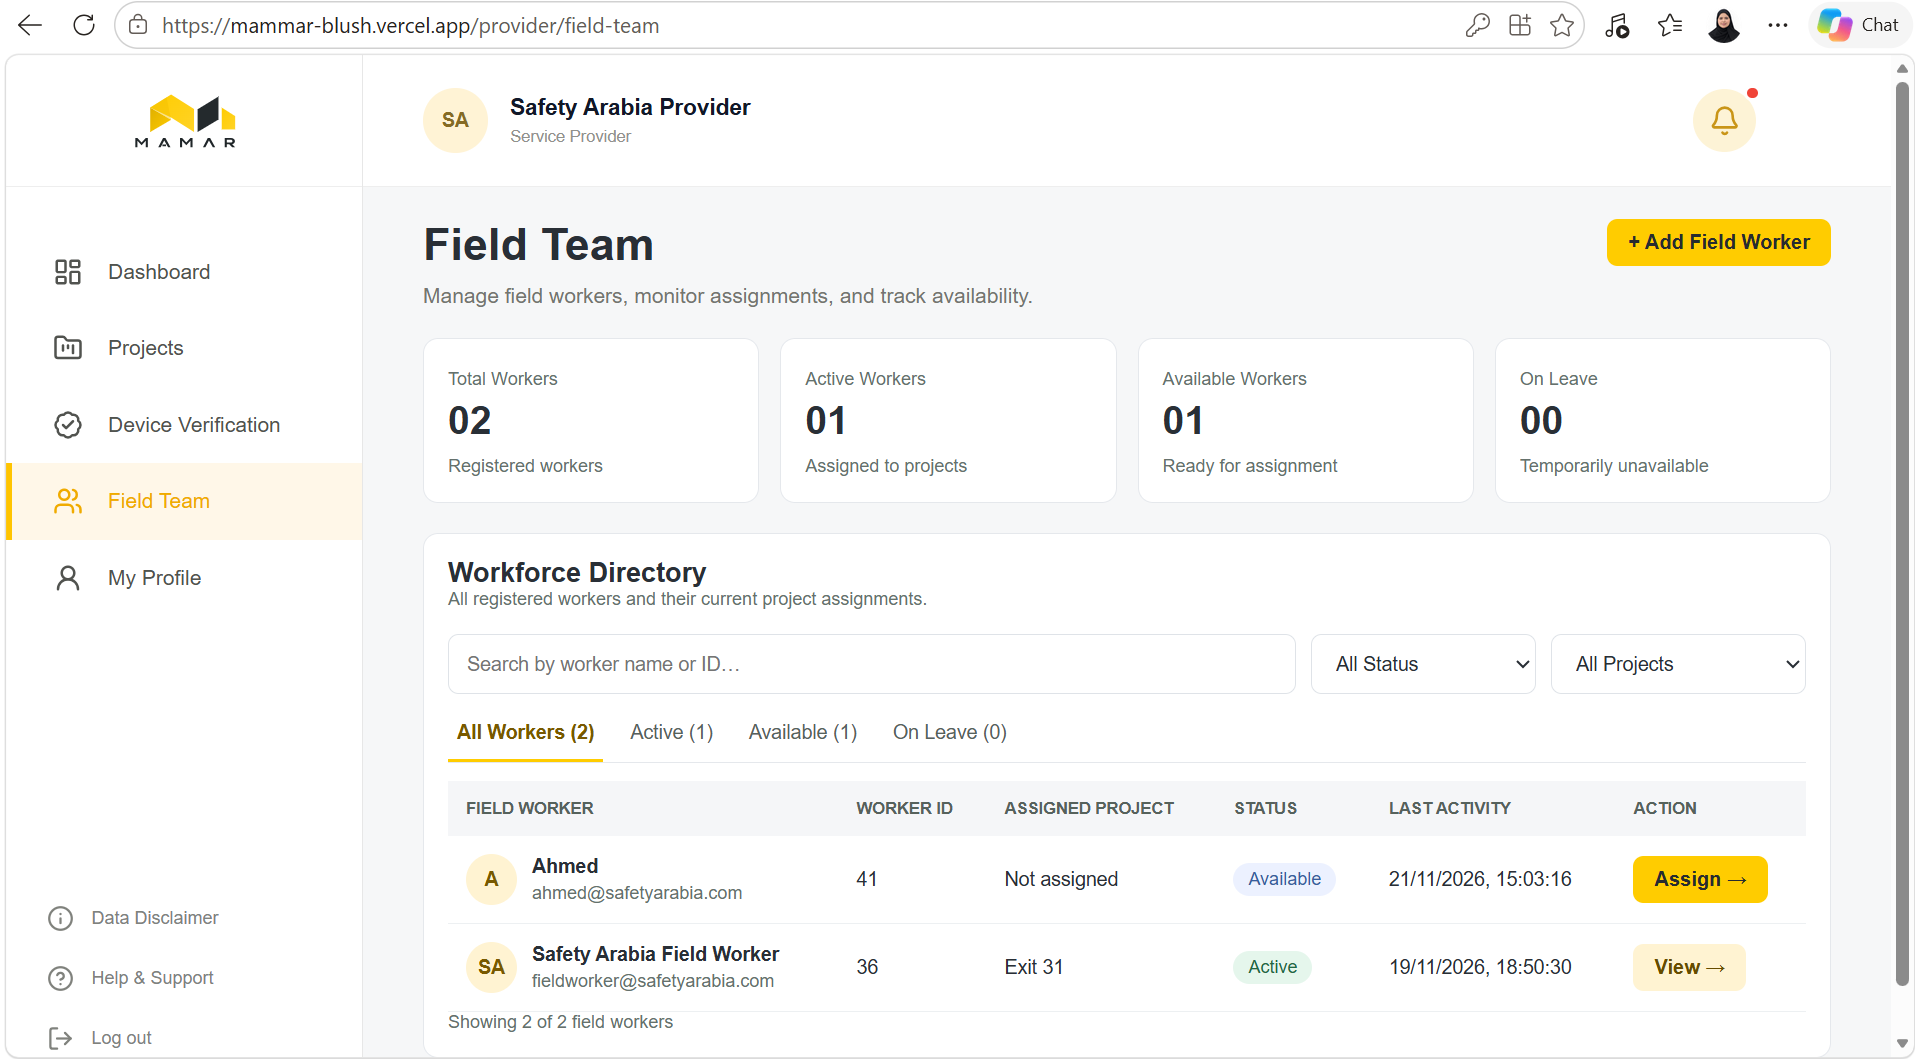 https://mammar-blush.vercel.app/provider/field-team
Chat
MAMAR
SA
Safety Arabia Provider
Service Provider
Dashboard
Projects
Device Verification
Field Team
My Profile
Data Disclaimer
Help & Support
Log out
Field Team
+ Add Field Worker
Manage field workers, monitor assignments, and track availability.
Total Workers
02
Registered workers
Active Workers
01
Assigned to projects
Available Workers
01
Ready for assignment
On Leave
00
Temporarily unavailable
Workforce Directory
All registered workers and their current project assignments.
Search by worker name or ID…
All Status
All Projects
All Workers (2) Active (1) Available (1) On Leave (0)
FIELD WORKER WORKER ID ASSIGNED PROJECT STATUS LAST ACTIVITY ACTION
A Ahmed 41 Not assigned Available 21/11/2026, 15:03:16 Assign →
ahmed@safetyarabia.com
SA Safety Arabia Field Worker 36 Exit 31 Active 19/11/2026, 18:50:30 View →
fieldworker@safetyarabia.com
Showing 2 of 2 field workers